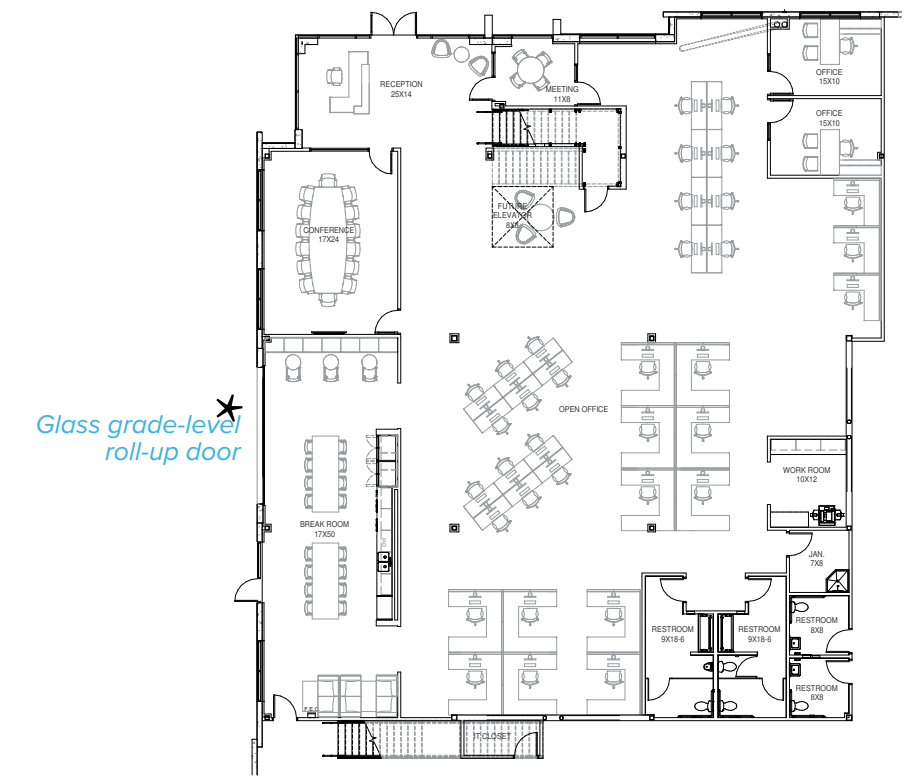 RECEPTION
25X14
MEETING
11X8
OFFICE
15X10
OFFICE
15X10
CONFERENCE
17X24
FUTURE
ELEVATOR
Glass grade-level
roll-up door
OPEN OFFICE
WORK ROOM
10X12
BREAK ROOM
17X50
DW
JAN.
7X8
RESTROOM
9X18-6
RESTROOM
9X18-6
RESTROOM
8X8
RESTROOM
8X8
F.E.C.
IT CLOSET